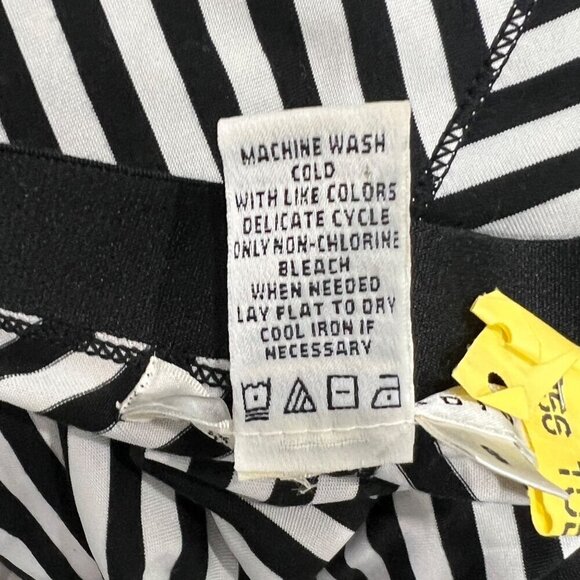 MACHINE WASH
COLD
WITH LIKE COLORS
DELICATE CYCLE
ONLY NON-CHLORINE
BLEACH
WHEN NEEDED
LAY FLAT TO DRY
COOL IRON IF
NECESSARY